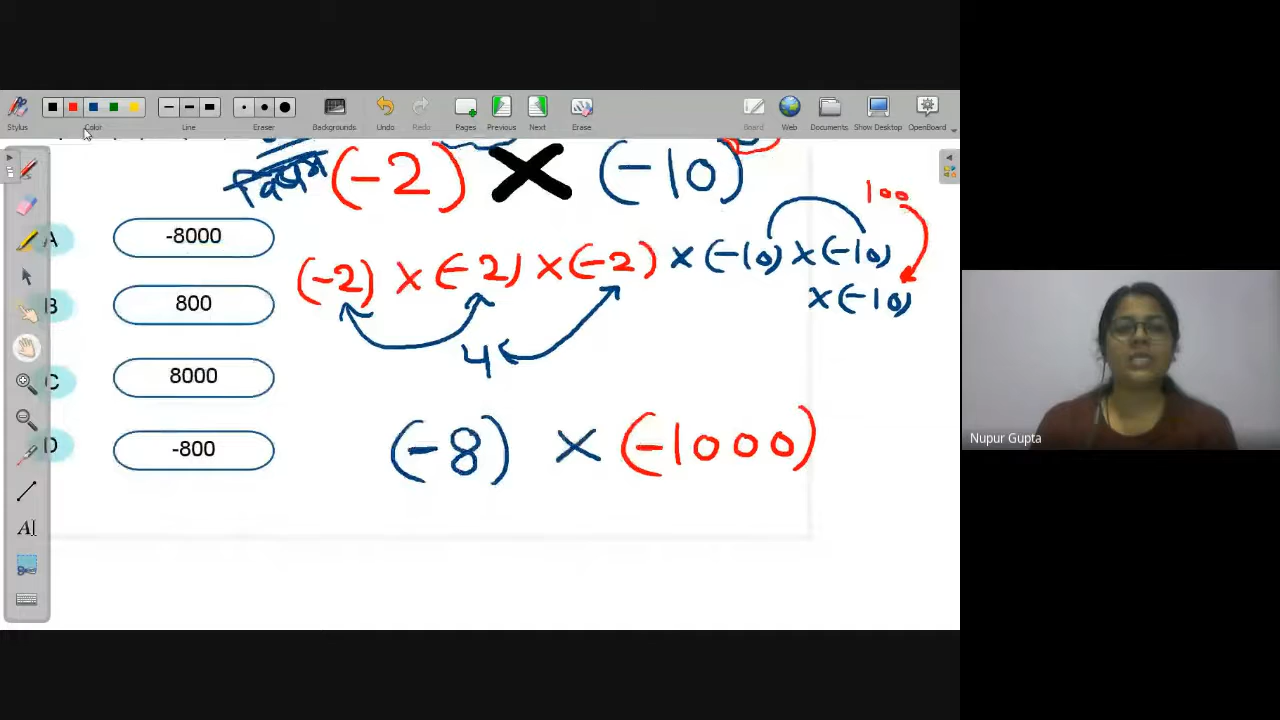 Stylus Color Line Eraser Backgrounds Undo Redo Pages Previous Next Erase Board Web Documents Show Desktop OpenBoard
(-2) × (-10)
100
A -8000
(-2) × (-2) × (-2) × (-10) × (-10)
× (-10)
B 800
4
C 8000
D -800
(-8) × (-1000)
Nupur Gupta